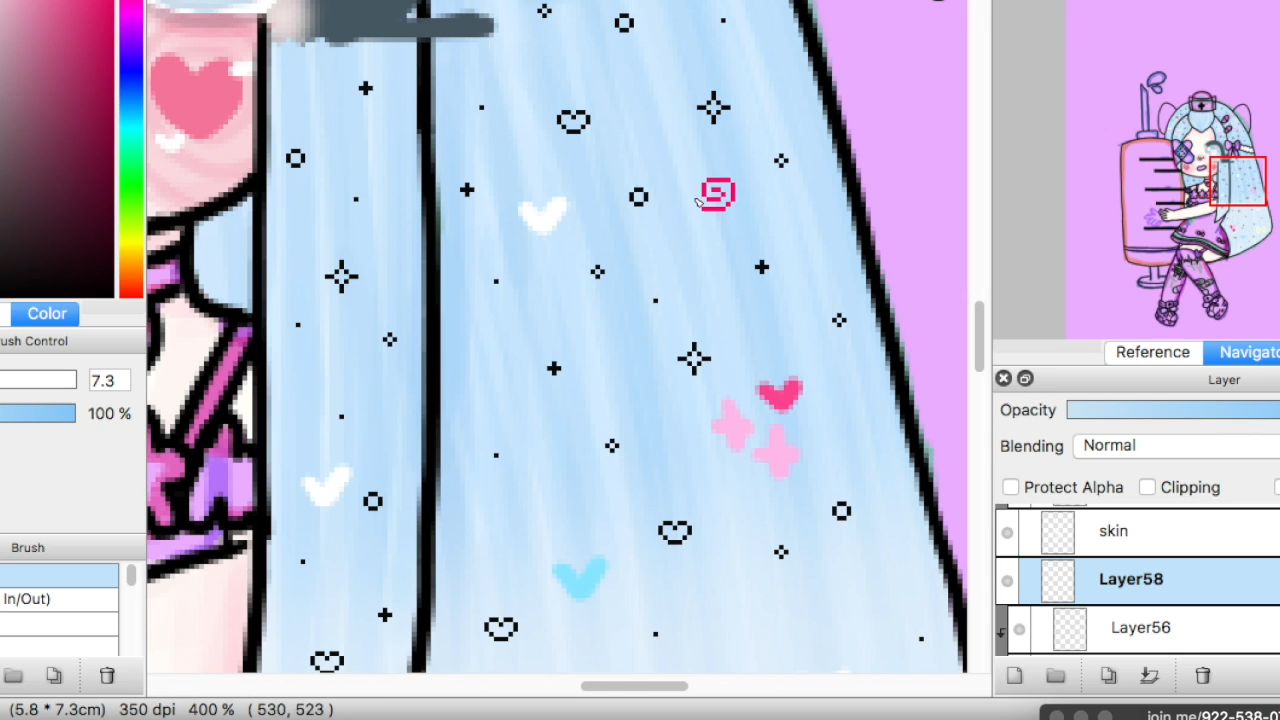 Color
ush Control
7.3
100 %
Brush
In/Out)
(5.8 * 7.3cm) 350 dpi 400 % ( 530, 523 )
Reference
Navigato
Layer
Opacity
Blending Normal
Protect Alpha Clipping
skin
Layer58
Layer56
join.me/922-538-0